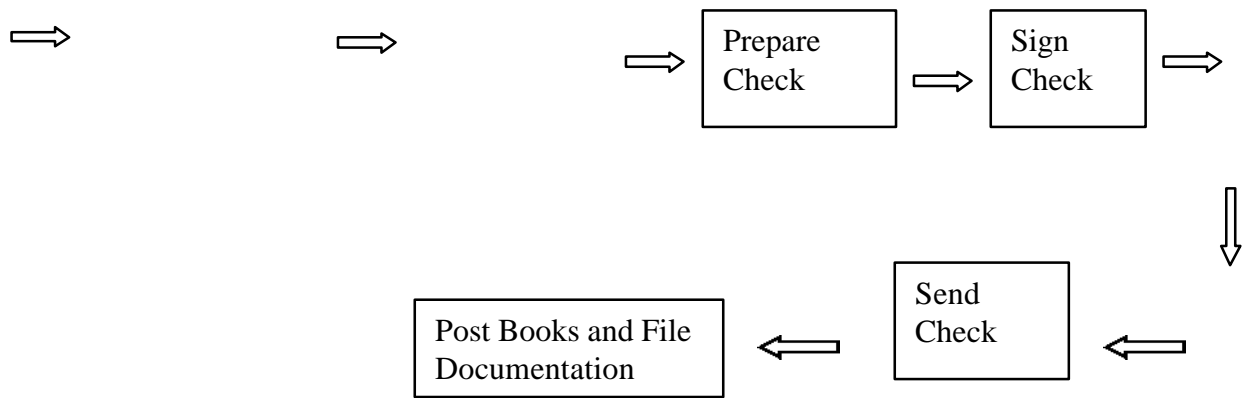 Prepare
Check
Sign
Check
Send
Check
Post Books and File
Documentation